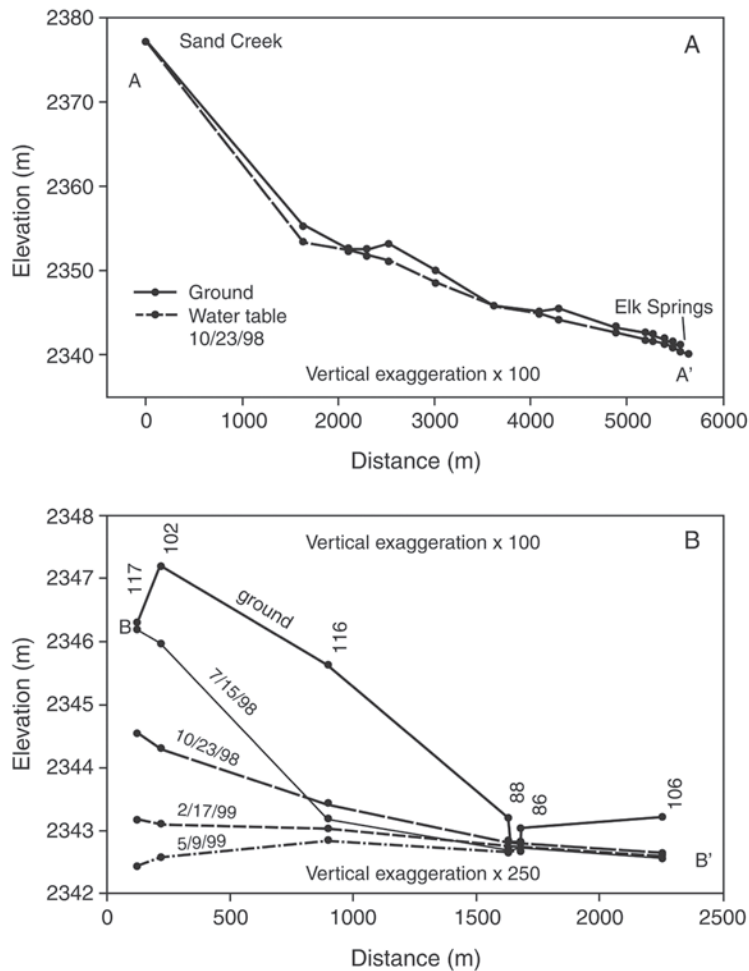 2380
Sand Creek
A
2370
A
2360
Elevation (m)
2350
Ground
Water table
10/23/98
Elk Springs
2340
Vertical exaggeration x 100
A'
0 1000 2000 3000 4000 5000 6000
Distance (m)
2348
Vertical exaggeration x 100
B
102
117
2347
ground
116
B
2346
7/15/98
Elevation (m)
2345
10/23/98
2344
88
86
106
2/17/99
2343
5/9/99
B'
Vertical exaggeration x 250
2342
0 500 1000 1500 2000 2500
Distance (m)